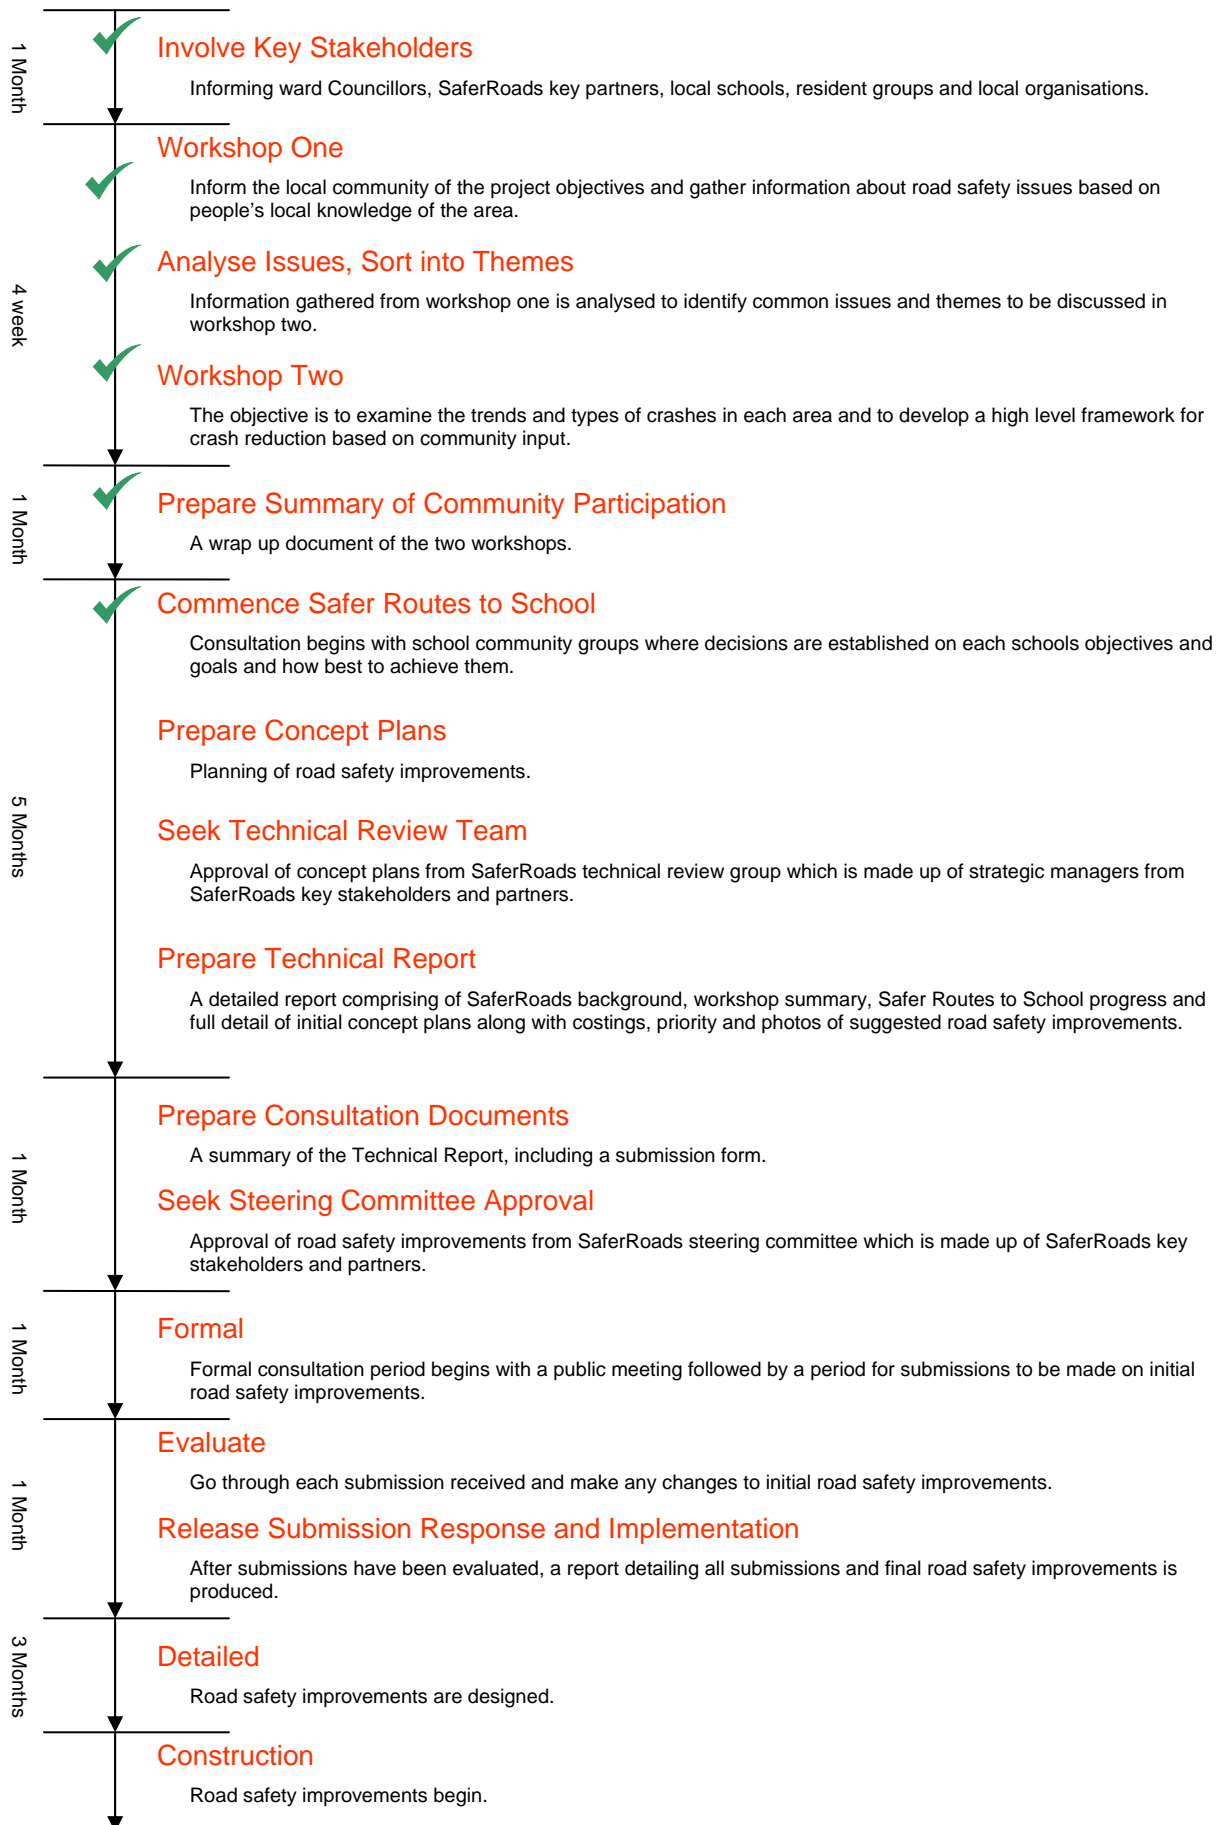 1 Month
Involve Key Stakeholders
Informing ward Councillors, SaferRoads key partners, local schools, resident groups and local organisations.
4 week
Workshop One
Inform the local community of the project objectives and gather information about road safety issues based on
people's local knowledge of the area.
Analyse Issues, Sort into Themes
Information gathered from workshop one is analysed to identify common issues and themes to be discussed in
workshop two.
Workshop Two
The objective is to examine the trends and types of crashes in each area and to develop a high level framework for
crash reduction based on community input.
1 Month
Prepare Summary of Community Participation
A wrap up document of the two workshops.
5 Months
Commence Safer Routes to School
Consultation begins with school community groups where decisions are established on each schools objectives and
goals and how best to achieve them.
Prepare Concept Plans
Planning of road safety improvements.
Seek Technical Review Team
Approval of concept plans from SaferRoads technical review group which is made up of strategic managers from
SaferRoads key stakeholders and partners.
Prepare Technical Report
A detailed report comprising of SaferRoads background, workshop summary, Safer Routes to School progress and
full detail of initial concept plans along with costings, priority and photos of suggested road safety improvements.
1 Month
Prepare Consultation Documents
A summary of the Technical Report, including a submission form.
Seek Steering Committee Approval
Approval of road safety improvements from SaferRoads steering committee which is made up of SaferRoads key
stakeholders and partners.
1 Month
Formal
Formal consultation period begins with a public meeting followed by a period for submissions to be made on initial
road safety improvements.
1 Month
Evaluate
Go through each submission received and make any changes to initial road safety improvements.
Release Submission Response and Implementation
After submissions have been evaluated, a report detailing all submissions and final road safety improvements is
produced.
3 Months
Detailed
Road safety improvements are designed.
Construction
Road safety improvements begin.